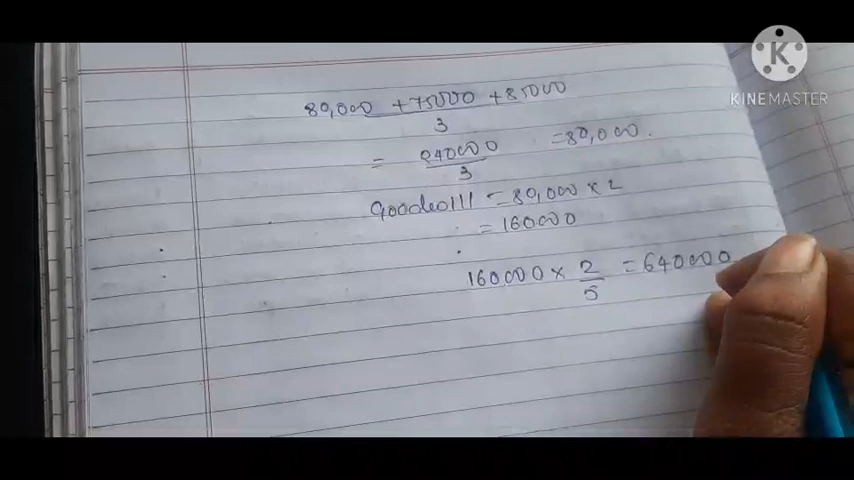 K
KINEMASTER
80,000 +75000 +85000
3
= 240000 =80,000.
3
Goodwill = 80,000 x 2
= 160000
160000 x 2 = 640000
5